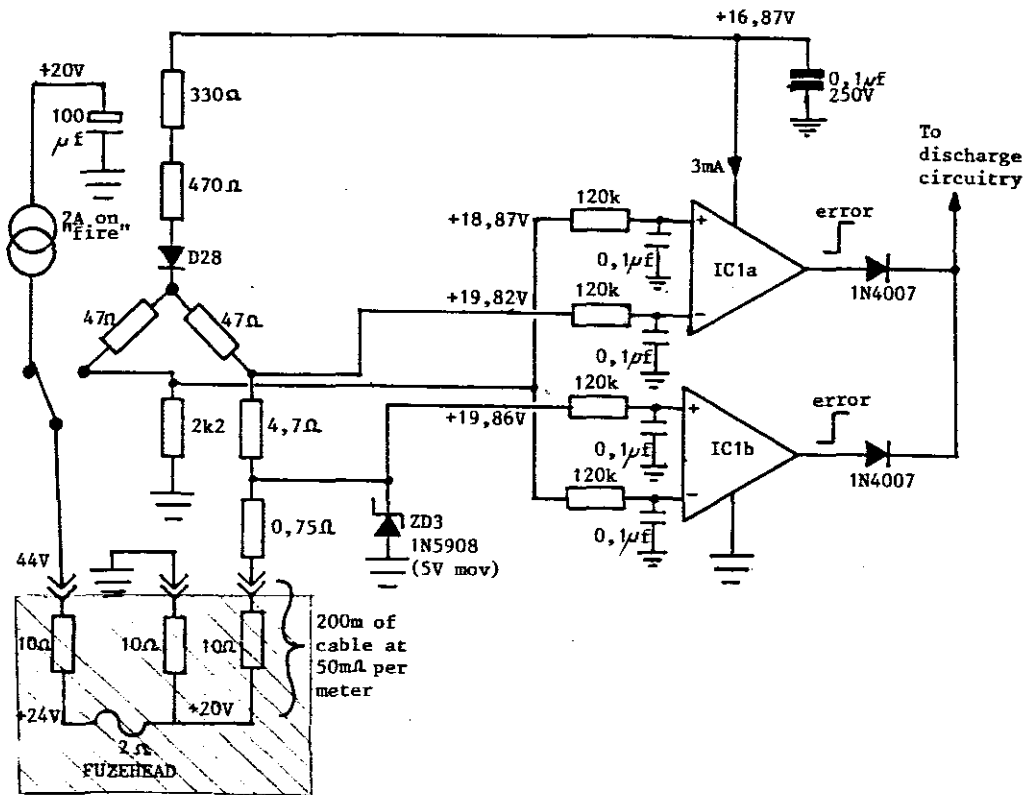 +16,87V
+20V
100
µf
330Ω
0,1µf
250V
To
discharge
circuitry
470Ω
3mA
2A on
"fire"
+18,87V
120k
+
error
D28
0,1µf
IC1a
1N4007
47Ω
47Ω
+19,82V
120k
-
0,1µf
120k
+
error
2k2
4,7Ω
+19,86V
0,1µf
IC1b
1N4007
120k
-
0,75Ω
ZD3
1N5908
(5V mov)
0,1µf
44V
10Ω
10Ω
10Ω
200m of
cable at
50mΩ per
meter
+24V
+20V
2Ω
FUZEHEAD